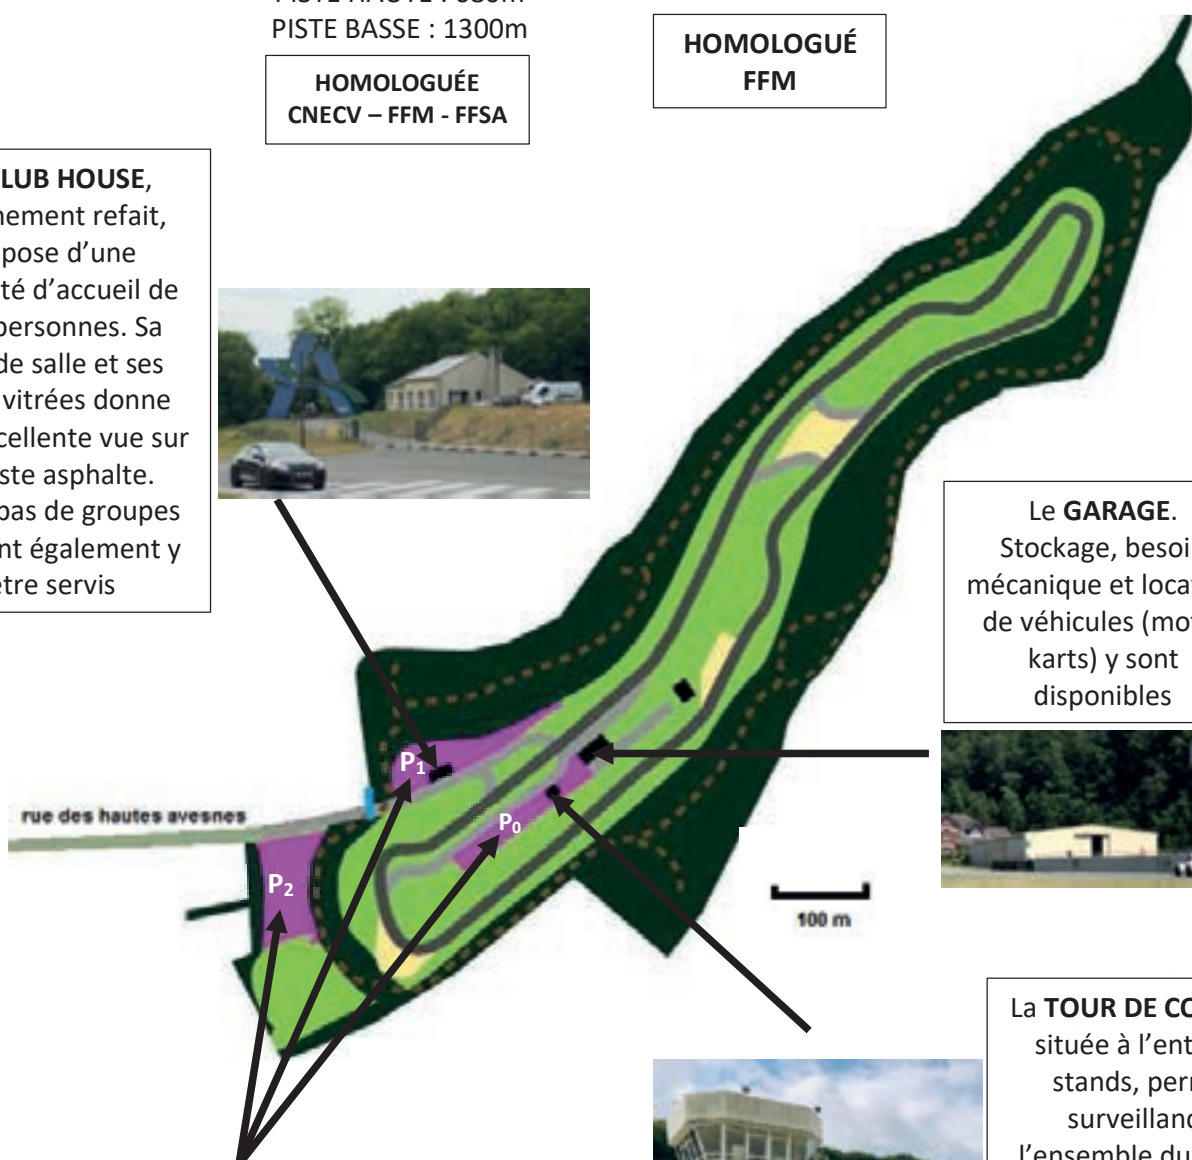 PISTE BASSE : 1300m
HOMOLOGUÉE
CNECV – FFM - FFSA
HOMOLOGUÉ
FFM
LUB HOUSE,
nement refait,
pose d’une
té d’accueil de
personnes. Sa
de salle et ses
vitrées donne
cellente vue sur
ste asphalte.
pas de groupes
nt également y
être servis
Le GARAGE.
Stockage, besoi
mécanique et locat
de véhicules (mot
karts) y sont
disponibles
P1
rue des hautes avesnes
P0
P2
100 m
La TOUR DE CO
située à l’ent
stands, perr
surveillanc
l’ensemble du